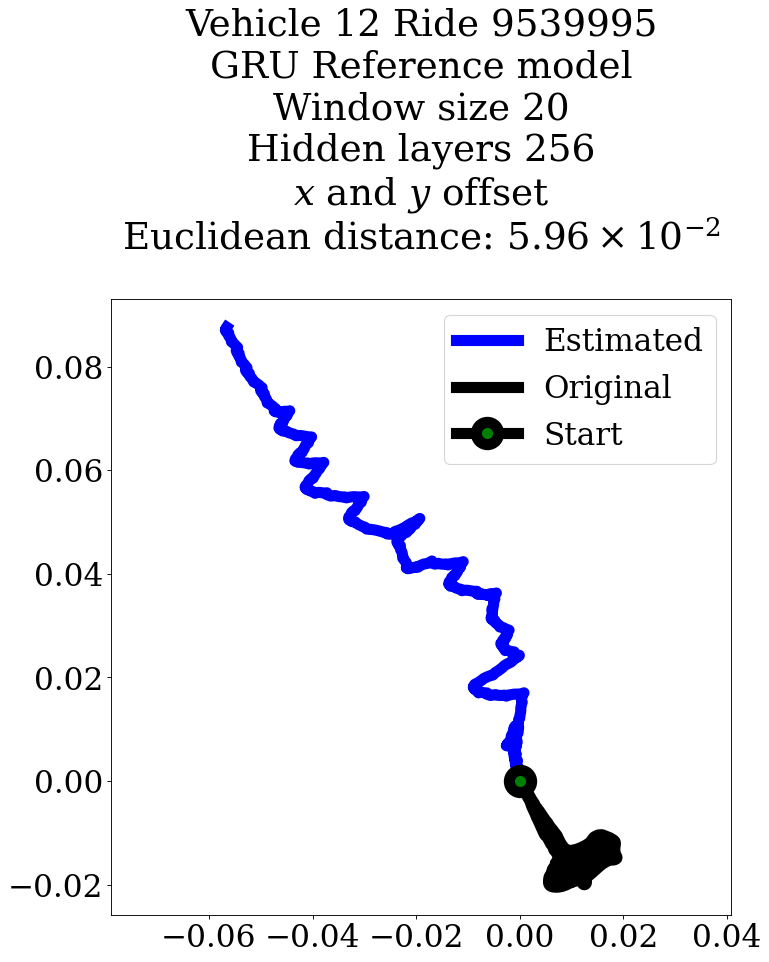 Vehicle 12 Ride 9539995
GRU Reference model
Window size 20
Hidden layers 256
x and y offset
Euclidean distance: 5.96 × 10⁻²
Estimated
Original
Start
0.08
0.06
0.04
0.02
0.00
−0.02
−0.06 −0.04 −0.02 0.00 0.02 0.04